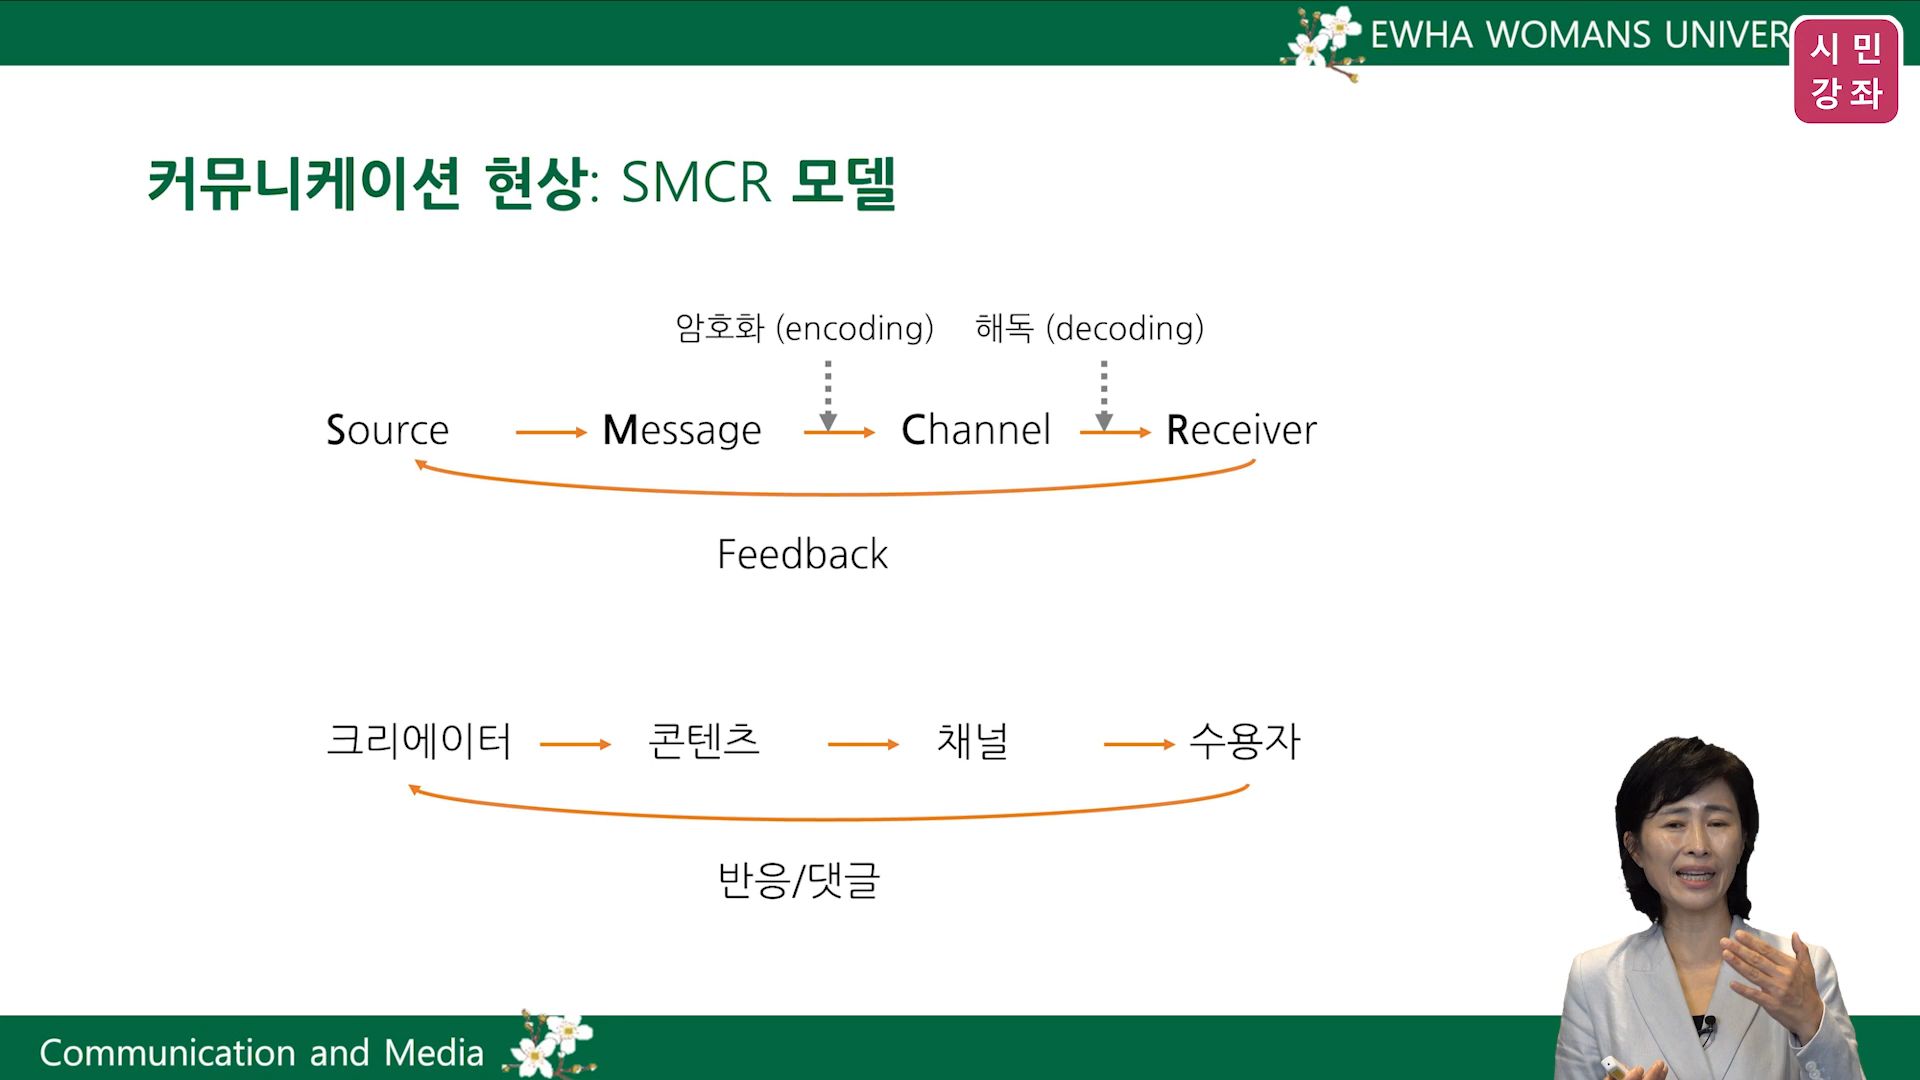 EWHA WOMANS UNIVER
시민
강좌
커뮤니케이션 현상: SMCR 모델
암호화 (encoding) 해독 (decoding)
Source Message Channel Receiver
Feedback
크리에이터 콘텐츠 채널 수용자
반응/댓글
Communication and Media